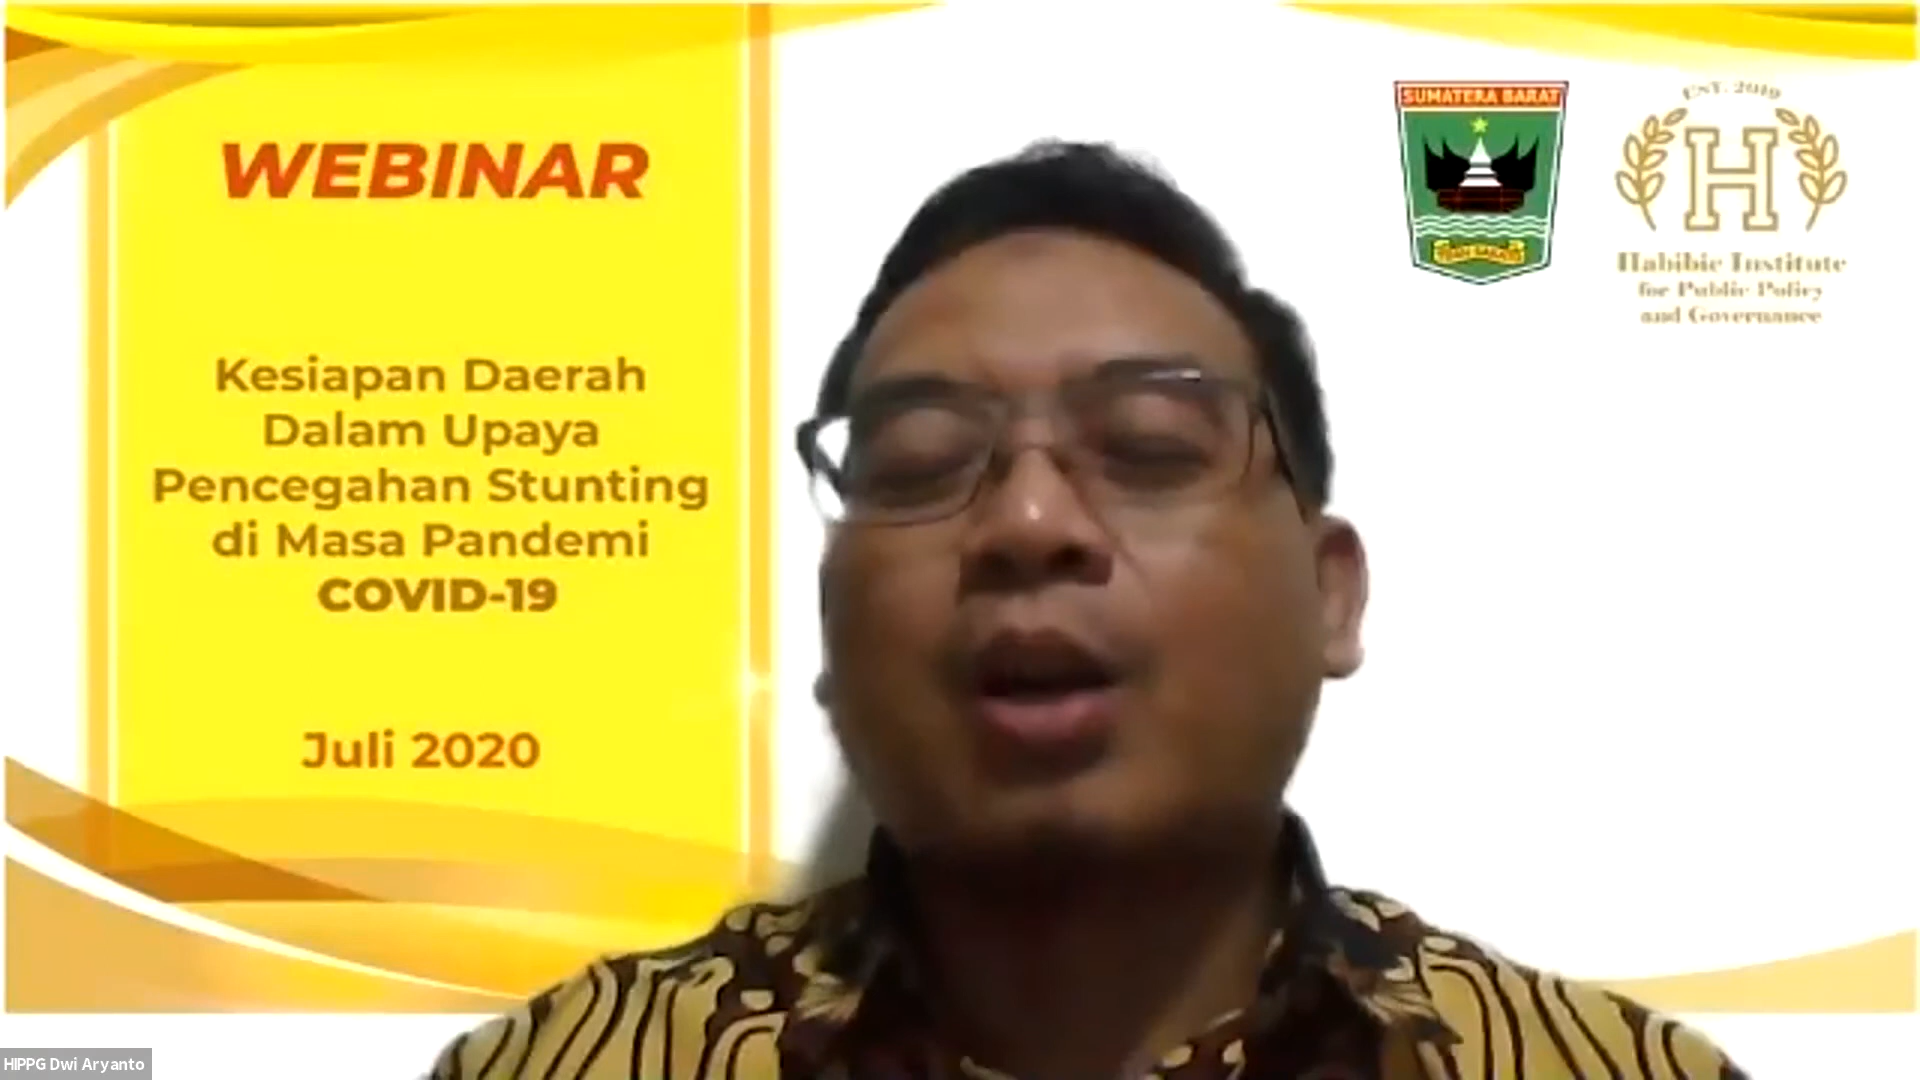 WEBINAR
Kesiapan Daerah
Dalam Upaya
Pencegahan Stunting
di Masa Pandemi
COVID-19
Juli 2020
SUMATERA BARAT
EST. 2019
H
Habibie Institute
for Public Policy
and Governance
HIPPG Dwi Aryanto